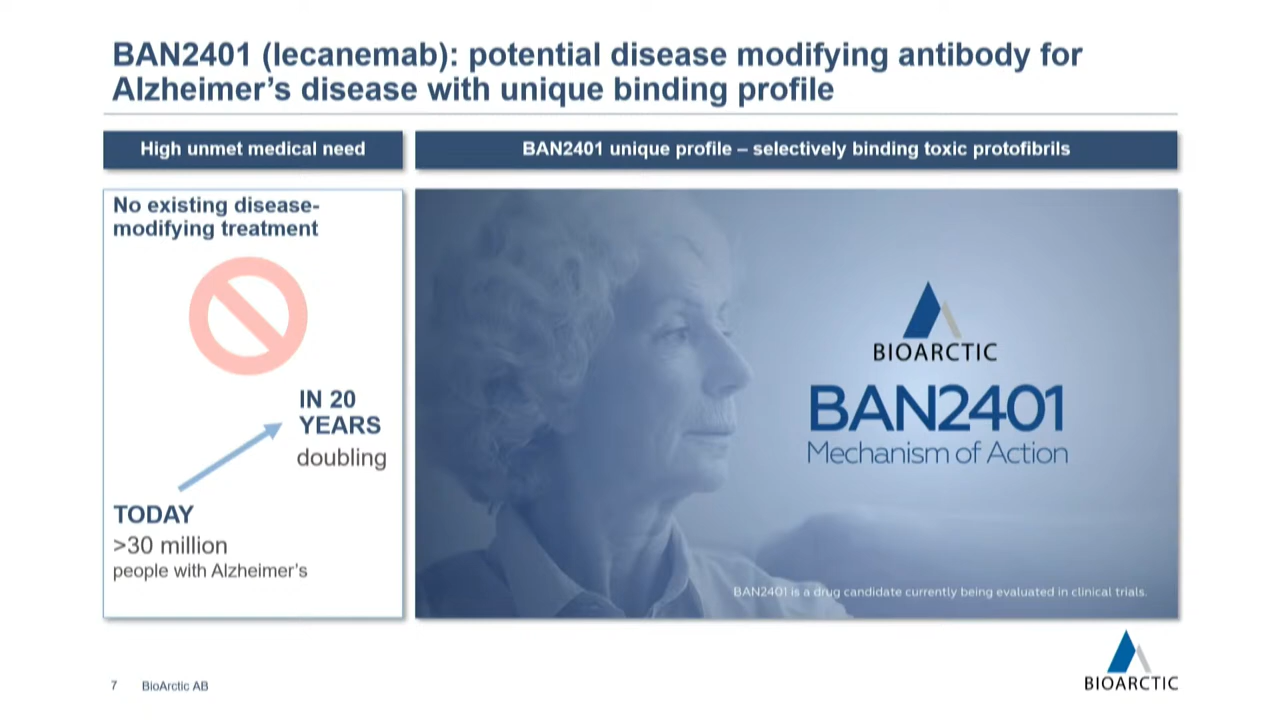 BAN2401 (lecanemab): potential disease modifying antibody for
Alzheimer’s disease with unique binding profile
High unmet medical need
BAN2401 unique profile – selectively binding toxic protofibrils
No existing disease-
modifying treatment
IN 20
YEARS
doubling
TODAY
>30 million
people with Alzheimer’s
BIOARCTIC
BAN2401
Mechanism of Action
BAN2401 is a drug candidate currently being evaluated in clinical trials.
7 BioArctic AB
BIOARCTIC